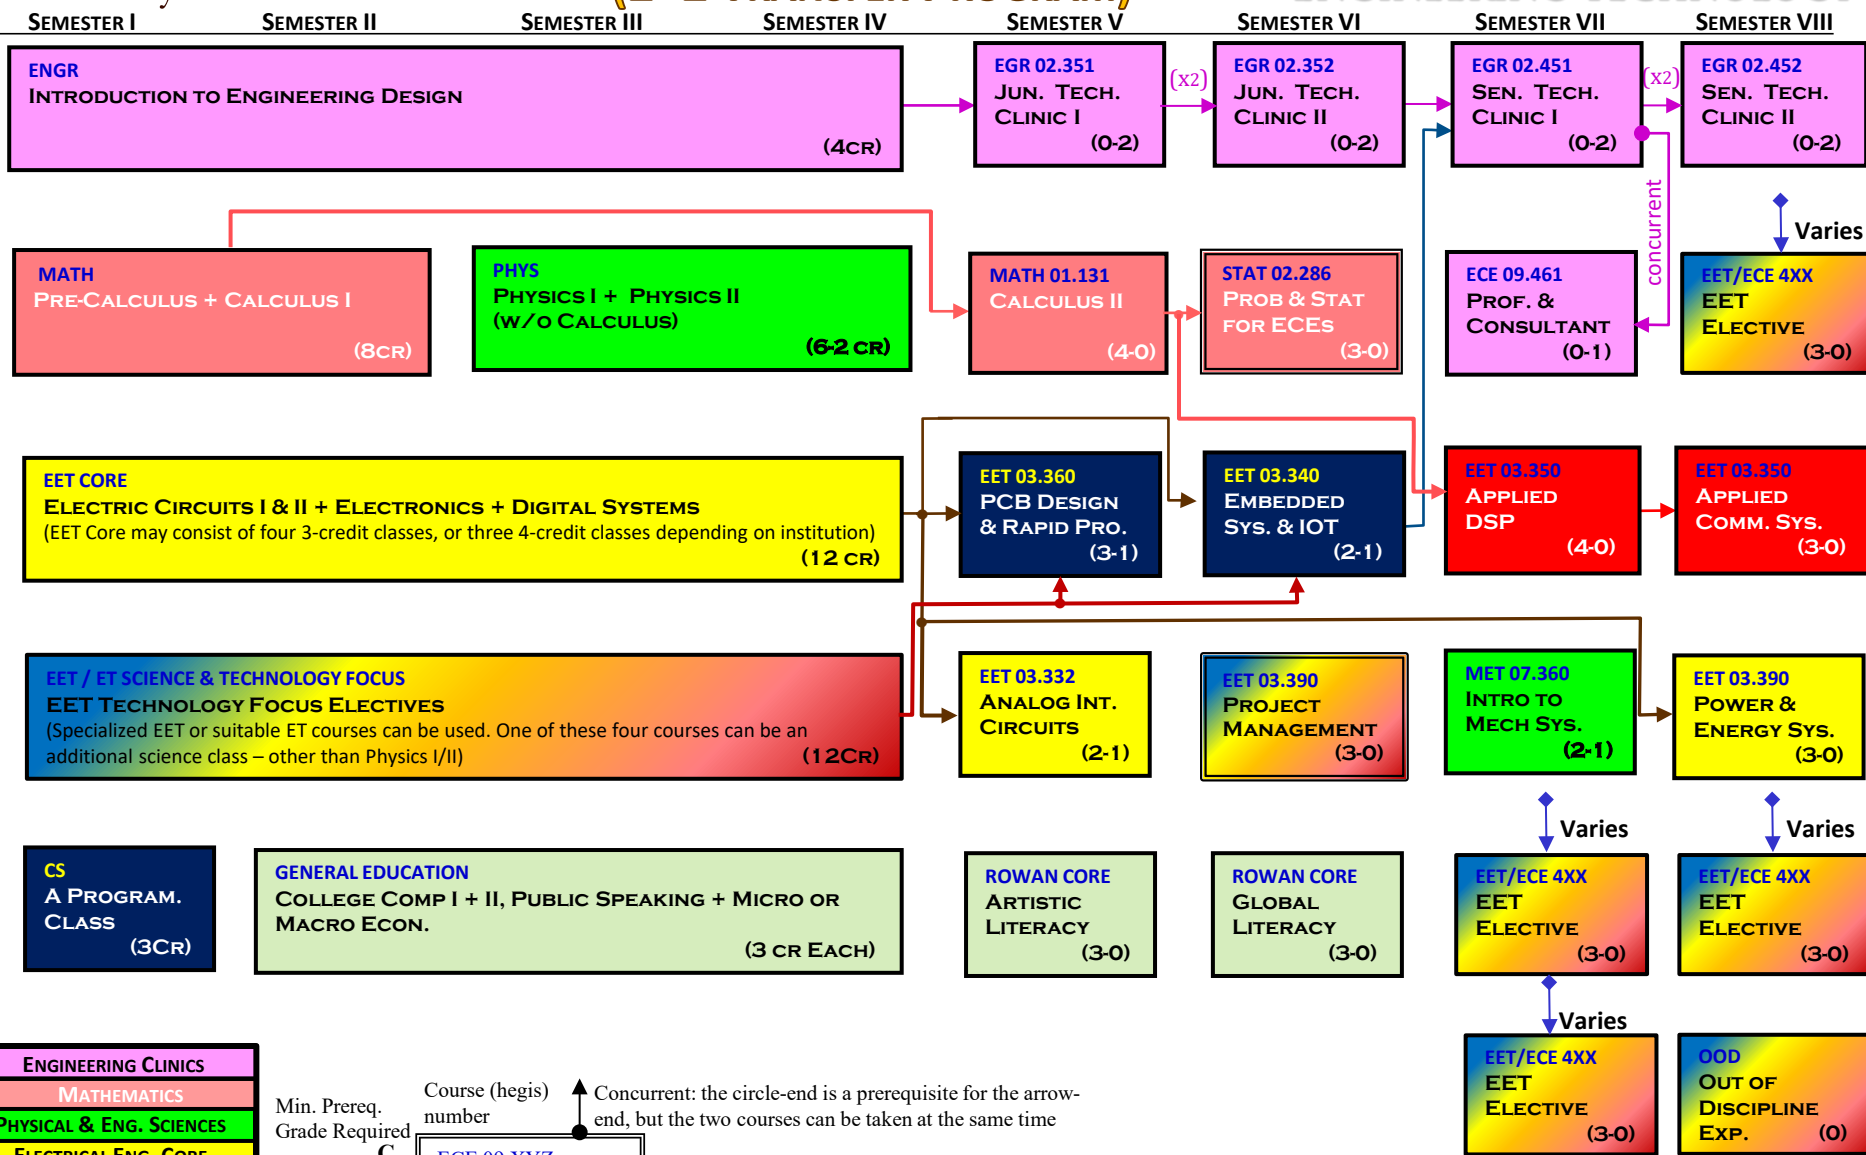 (2+2 TRANSFER PROGRAM)
ENGINEERING TECHNOLOGY
SEMESTER I
SEMESTER II
SEMESTER III
SEMESTER IV
SEMESTER V
SEMESTER VI
SEMESTER VII
SEMESTER VIII
ENGR
INTRODUCTION TO ENGINEERING DESIGN
(4CR)
EGR 02.351
JUN. TECH.
CLINIC I
(0-2)
(x2)
EGR 02.352
JUN. TECH.
CLINIC II
(0-2)
EGR 02.451
SEN. TECH.
CLINIC I
(0-2)
(x2)
EGR 02.452
SEN. TECH.
CLINIC II
(0-2)
concurrent
Varies
MATH
PRE-CALCULUS + CALCULUS I
(8CR)
PHYS
PHYSICS I + PHYSICS II
(W/O CALCULUS)
(6-2 CR)
MATH 01.131
CALCULUS II
(4-0)
STAT 02.286
PROB & STAT
FOR ECES
(3-0)
ECE 09.461
PROF. &
CONSULTANT
(0-1)
EET/ECE 4XX
EET
ELECTIVE
(3-0)
EET CORE
ELECTRIC CIRCUITS I & II + ELECTRONICS + DIGITAL SYSTEMS
(EET Core may consist of four 3-credit classes, or three 4-credit classes depending on institution)
(12 CR)
EET 03.360
PCB DESIGN
& RAPID PRO.
(3-1)
EET 03.340
EMBEDDED
SYS. & IOT
(2-1)
EET 03.350
APPLIED
DSP
(4-0)
EET 03.350
APPLIED
COMM. SYS.
(3-0)
EET / ET SCIENCE & TECHNOLOGY FOCUS
EET TECHNOLOGY FOCUS ELECTIVES
(Specialized EET or suitable ET courses can be used. One of these four courses can be an
additional science class – other than Physics I/II)
(12CR)
EET 03.332
ANALOG INT.
CIRCUITS
(2-1)
EET 03.390
PROJECT
MANAGEMENT
(3-0)
MET 07.360
INTRO TO
MECH SYS.
(2-1)
EET 03.390
POWER &
ENERGY SYS.
(3-0)
Varies
Varies
CS
A PROGRAM.
CLASS
(3CR)
GENERAL EDUCATION
COLLEGE COMP I + II, PUBLIC SPEAKING + MICRO OR
MACRO ECON.
(3 CR EACH)
ROWAN CORE
ARTISTIC
LITERACY
(3-0)
ROWAN CORE
GLOBAL
LITERACY
(3-0)
EET/ECE 4XX
EET
ELECTIVE
(3-0)
EET/ECE 4XX
EET
ELECTIVE
(3-0)
Varies
EET/ECE 4XX
EET
ELECTIVE
(3-0)
OOD
OUT OF
DISCIPLINE
EXP.
(0)
ENGINEERING CLINICS
MATHEMATICS
PHYSICAL & ENG. SCIENCES
ELECTRICAL ENG. CORE
Min. Prereq.
Grade Required
C
Course (hegis)
number
Concurrent: the circle-end is a prerequisite for the arrow-
end, but the two courses can be taken at the same time
ECE 09.XYZ